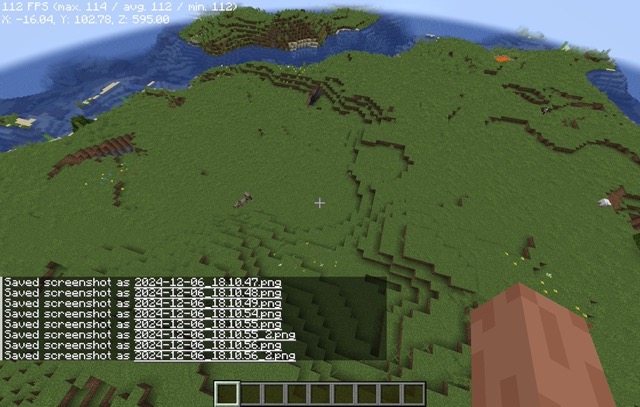 112 FPS (max. 114 / avg. 112 / min. 112)
X: -16.04, Y: 102.78, Z: 595.00
Saved screenshot as 2024-12-06_18.10.47.png
Saved screenshot as 2024-12-06_18.10.48.png
Saved screenshot as 2024-12-06_18.10.49.png
Saved screenshot as 2024-12-06_18.10.54.png
Saved screenshot as 2024-12-06_18.10.55.png
Saved screenshot as 2024-12-06_18.10.55_2.png
Saved screenshot as 2024-12-06_18.10.56.png
Saved screenshot as 2024-12-06_18.10.56_2.png